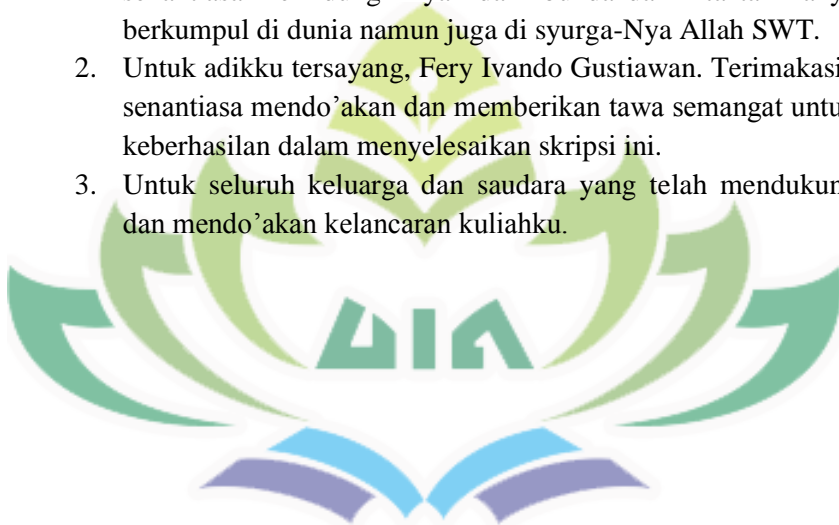 berkumpul di dunia namun juga di syurga-Nya Allah SWT.
2. Untuk adikku tersayang, Fery Ivando Gustiawan. Terimakasi
senantiasa mendo’akan dan memberikan tawa semangat untu
keberhasilan dalam menyelesaikan skripsi ini.
3. Untuk seluruh keluarga dan saudara yang telah mendukun
dan mendo’akan kelancaran kuliahku.
UIN